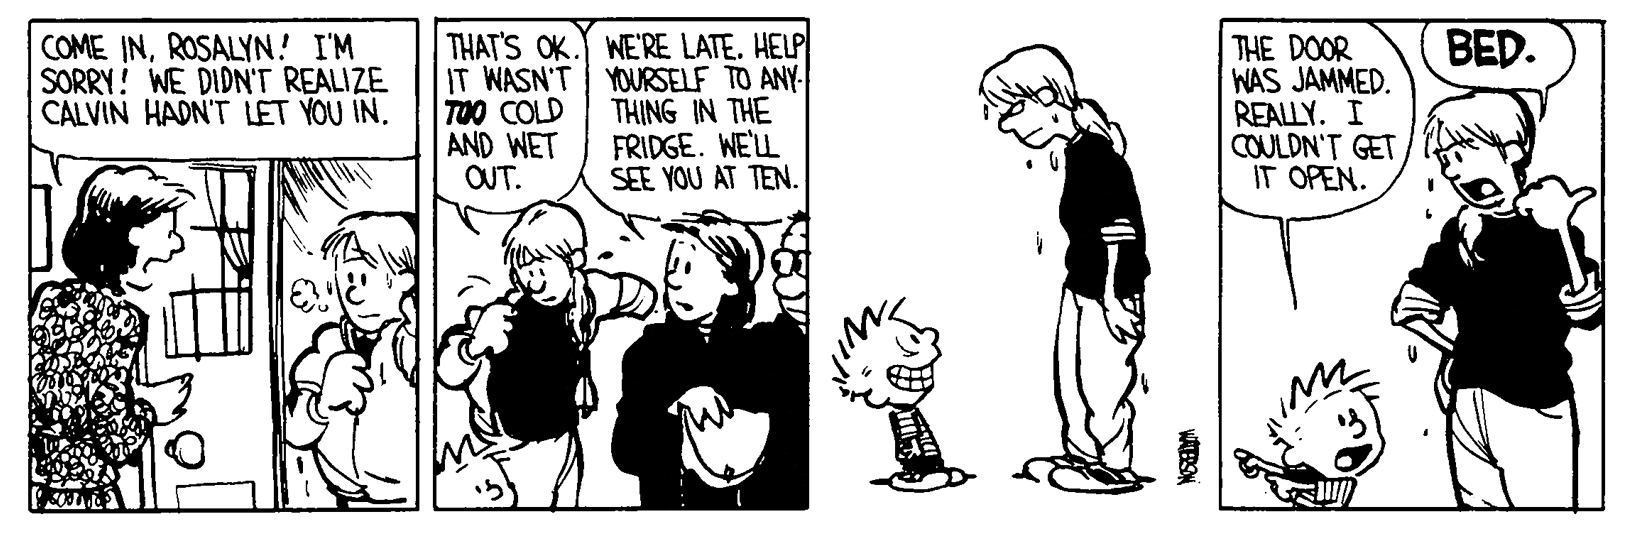 COME IN, ROSALYN! I'M
SORRY! WE DIDN'T REALIZE
CALVIN HADN'T LET YOU IN.
THAT'S OK.
IT WASN'T
TOO COLD
AND WET
OUT.
WE'RE LATE. HELP
YOURSELF TO ANY-
THING IN THE
FRIDGE. WE'LL
SEE YOU AT TEN.
WATTERSON
THE DOOR
WAS JAMMED.
REALLY. I
COULDN'T GET
IT OPEN.
BED.